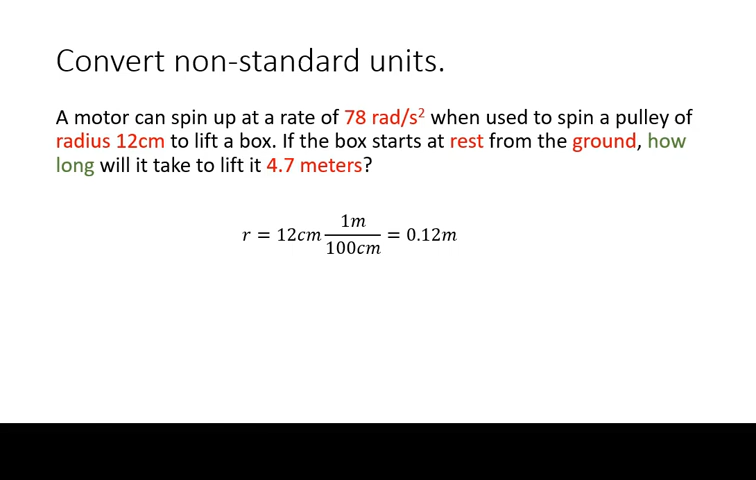 Convert non-standard units.
A motor can spin up at a rate of 78 rad/s² when used to spin a pulley of
radius 12cm to lift a box. If the box starts at rest from the ground, how
long will it take to lift it 4.7 meters?
r = 12cm 1m/100cm = 0.12m